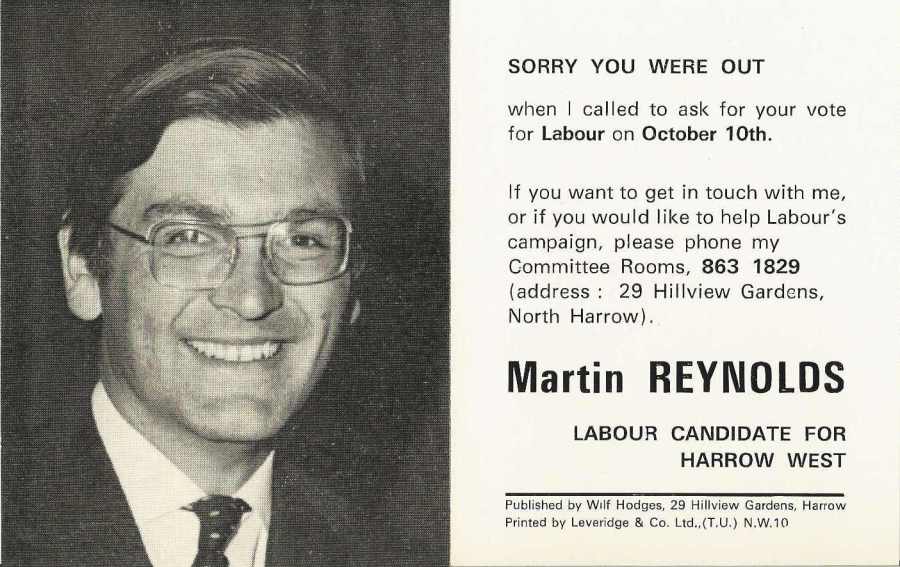 SORRY YOU WERE OUT
when I called to ask for your vote
for Labour on October 10th.
If you want to get in touch with me,
or if you would like to help Labour's
campaign, please phone my
Committee Rooms, 863 1829
(address : 29 Hillview Gardens,
North Harrow).
Martin REYNOLDS
LABOUR CANDIDATE FOR
HARROW WEST
Published by Wilf Hodges, 29 Hillview Gardens, Harrow
Printed by Leveridge & Co. Ltd.,(T.U.) N.W.10